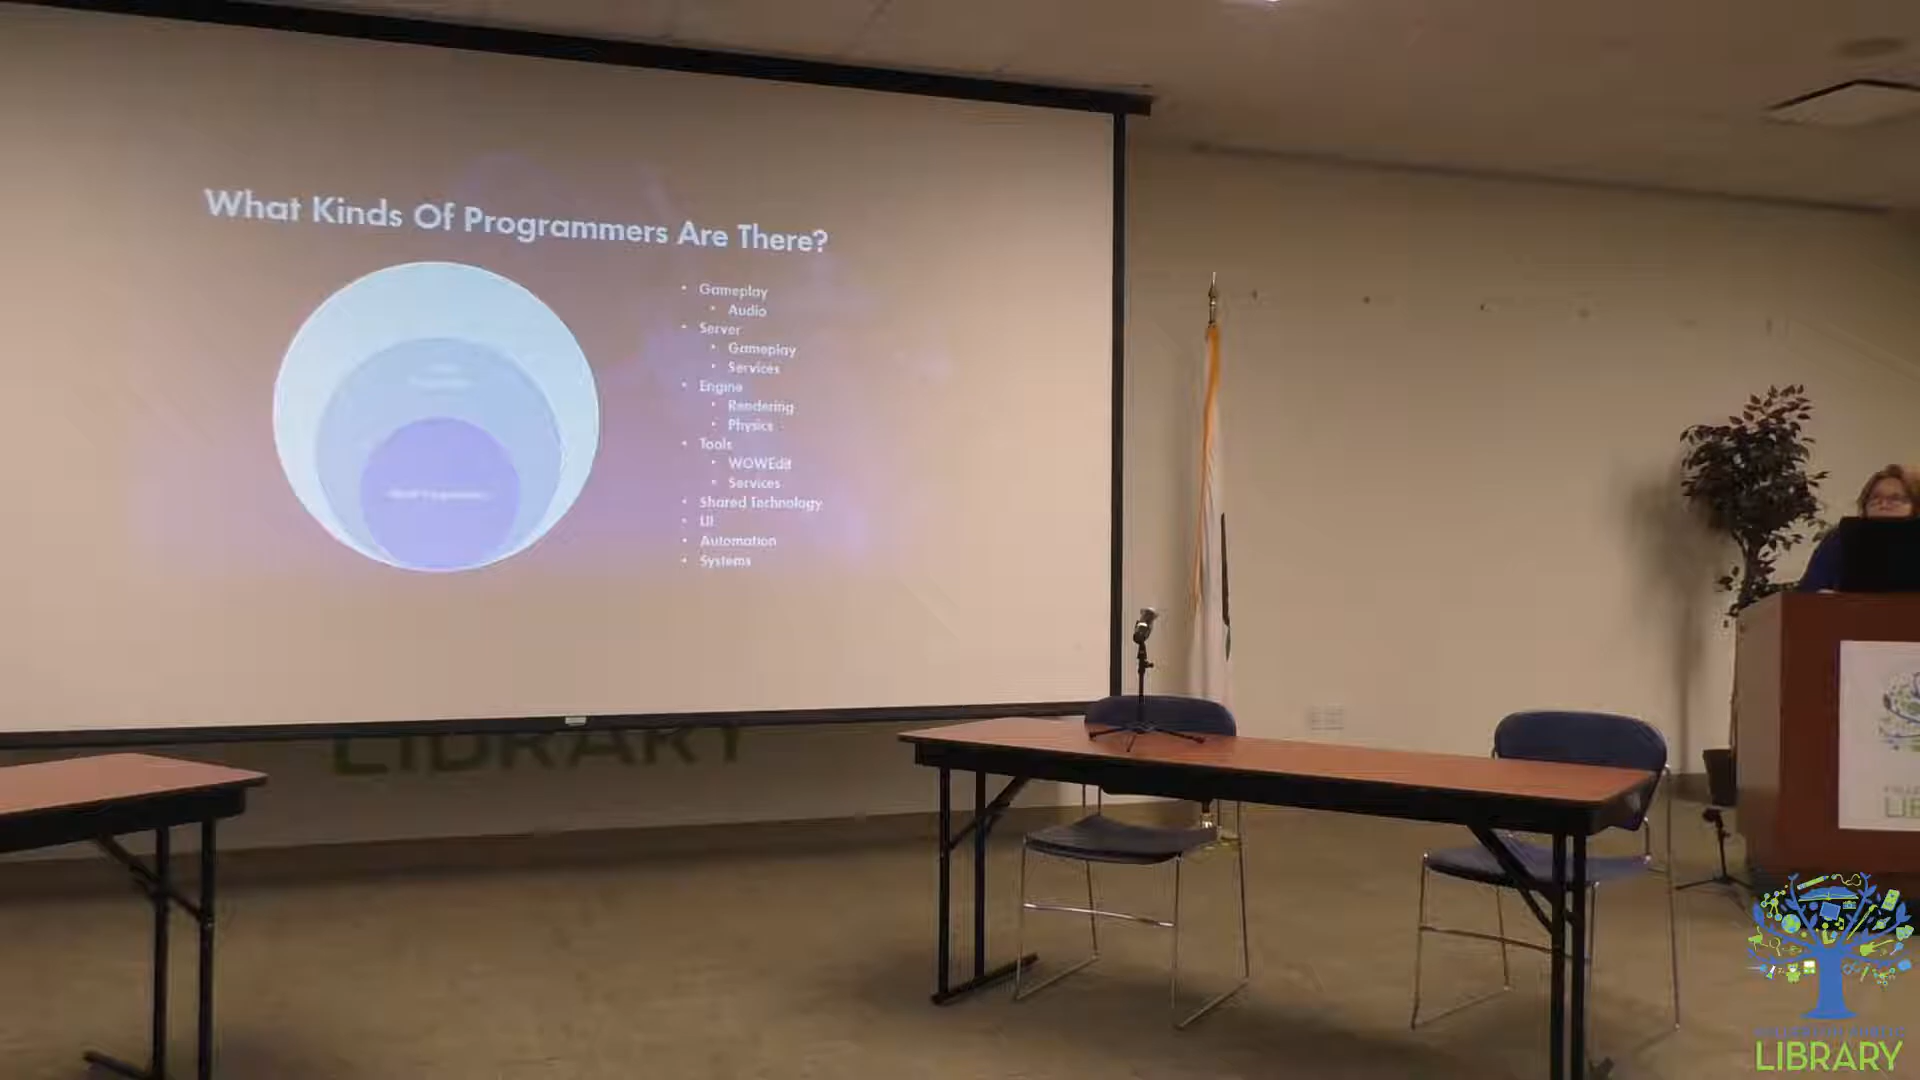 What Kinds Of Programmers Are There?
• Gameplay
• Audio
• Server
• Gameplay
• Services
• Engine
• Rendering
• Physics
• Tools
• WOWEdit
• Services
• Shared Technology
• UI
• Automation
• Systems
LIBRARY
LIBRARY